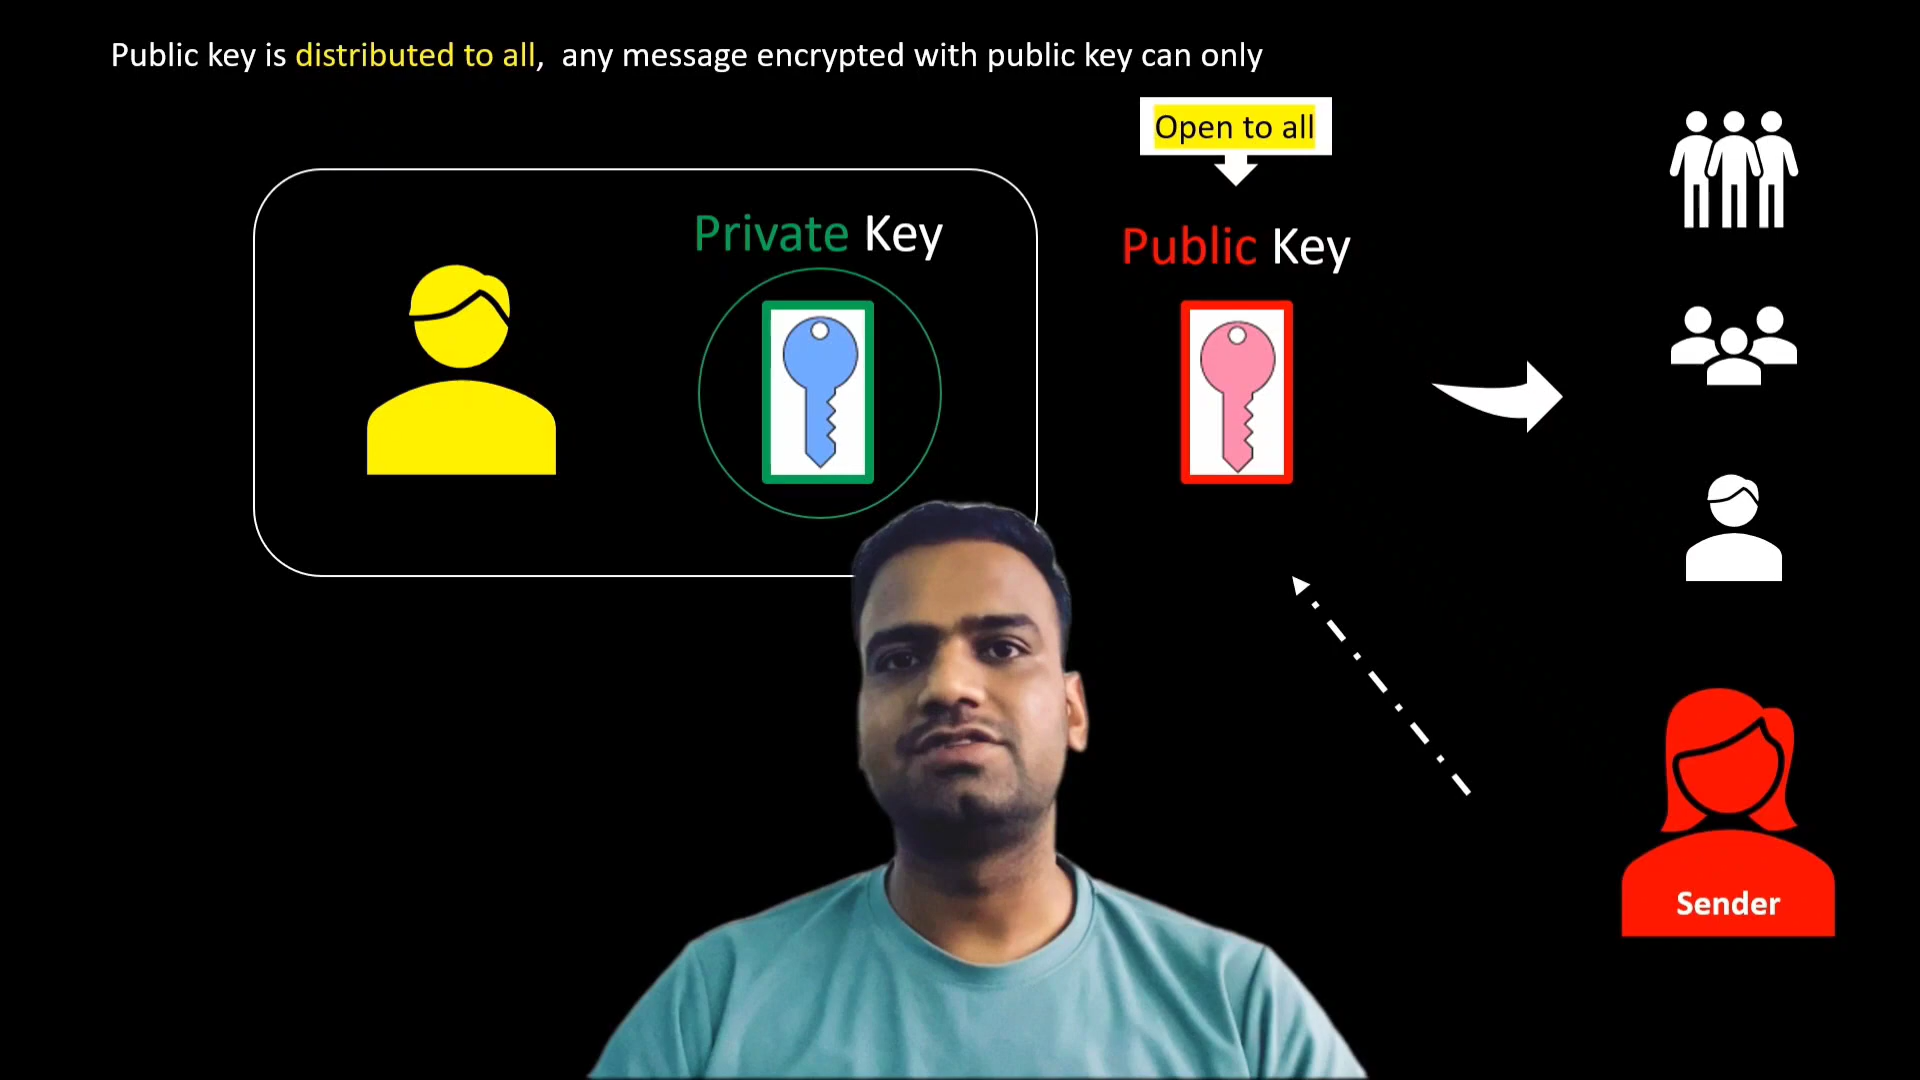 Public key is distributed to all,  any message encrypted with public key can only
Open to all
Private Key
Public Key
Sender